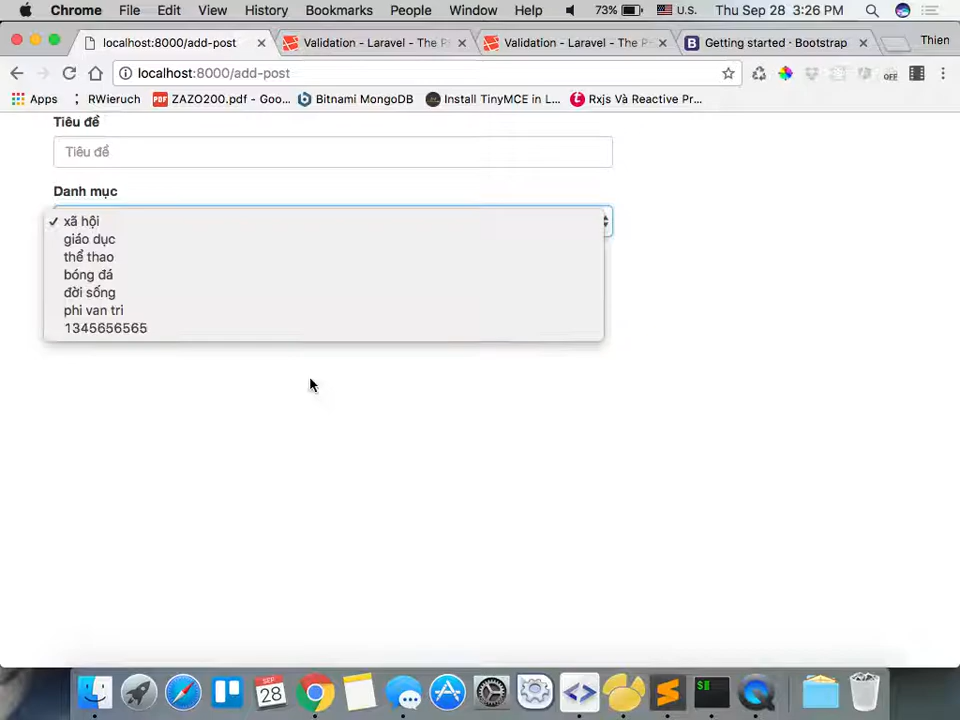 Chrome File Edit View History Bookmarks People Window Help 73% U.S. Thu Sep 28 3:26 PM
localhost:8000/add-post Validation - Laravel - The P Validation - Laravel - The P Getting started · Bootstrap Thien
localhost:8000/add-post OFF
Apps RWieruch ZAZO200.pdf - Goo... Bitnami MongoDB Install TinyMCE in L... Rxjs Và Reactive Pr...
Tiêu đề
Tiêu đề
Danh mục
xã hội
giáo dục
thể thao
bóng đá
đời sống
phi van tri
1345656565
SEP
28